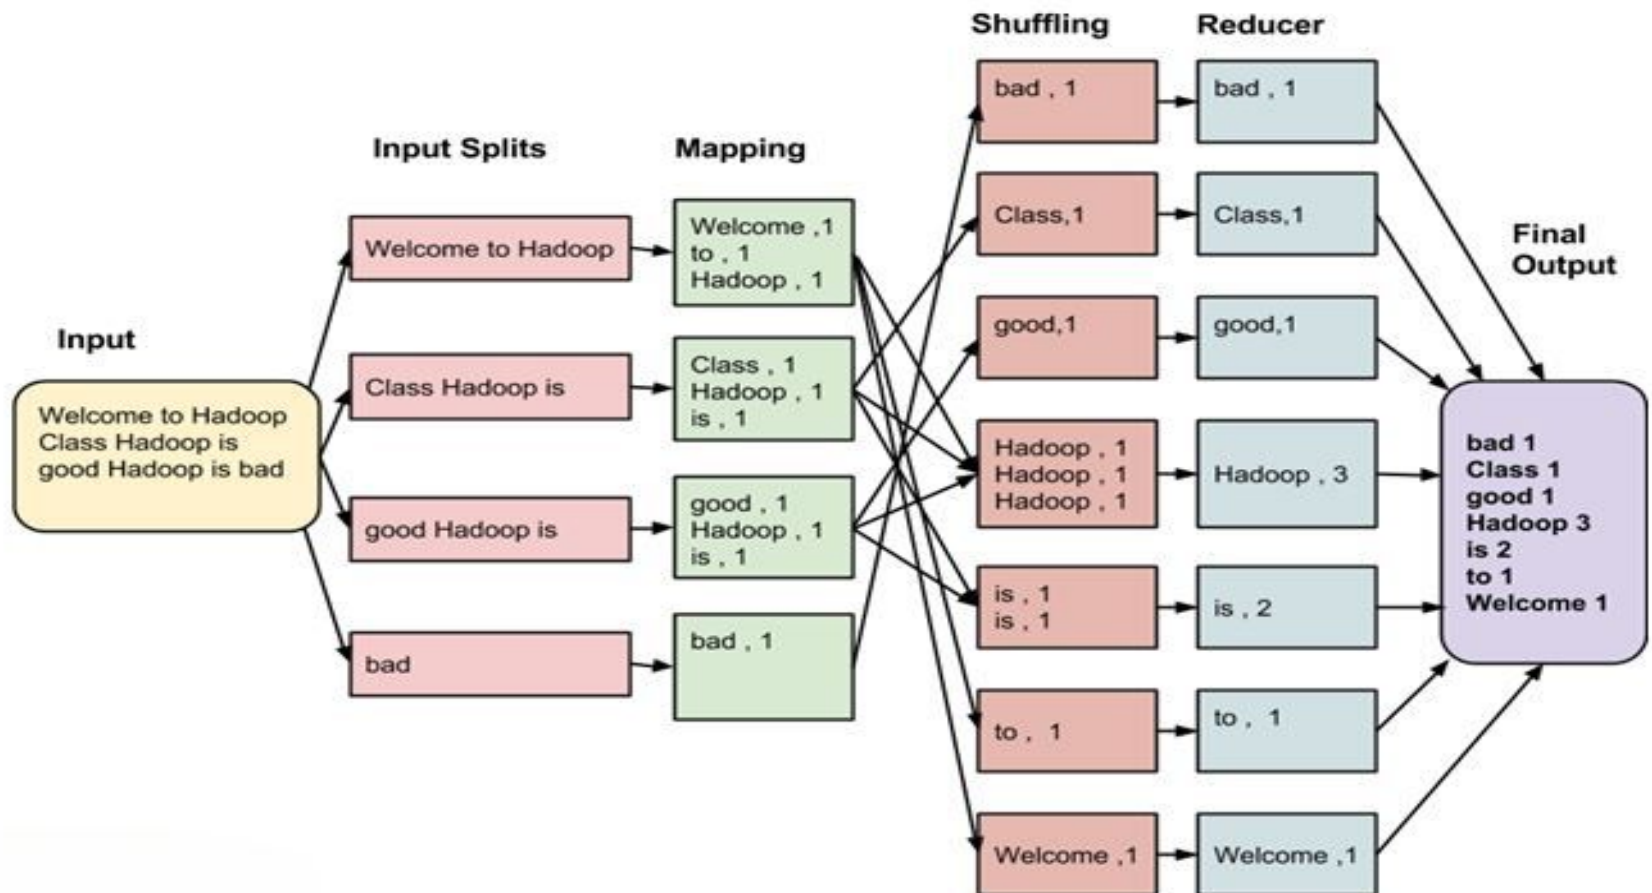 Input
Welcome to Hadoop
Class Hadoop is
good Hadoop is bad
Input Splits
Welcome to Hadoop
Class Hadoop is
good Hadoop is
bad
Mapping
Welcome ,1
to , 1
Hadoop , 1
Class , 1
Hadoop , 1
is , 1
good , 1
Hadoop , 1
is , 1
bad , 1
Shuffling
bad , 1
Class,1
good,1
Hadoop , 1
Hadoop , 1
Hadoop , 1
is , 1
is , 1
to , 1
Welcome ,1
Reducer
bad , 1
Class,1
good,1
Hadoop , 3
is , 2
to , 1
Welcome ,1
Final
Output
bad 1
Class 1
good 1
Hadoop 3
is 2
to 1
Welcome 1